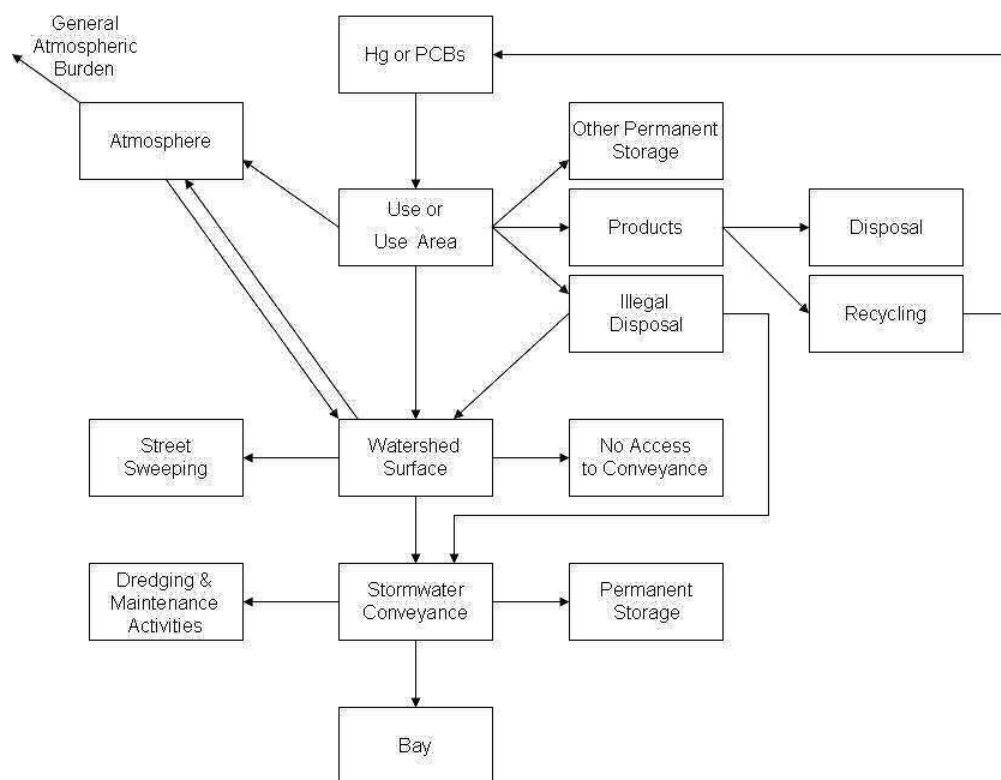 General
Atmospheric
Burden
Hg or PCBs
Atmosphere
Other Permanent
Storage
Use or
Use Area
Products
Disposal
Illegal
Disposal
Recycling
Street
Sweeping
Watershed
Surface
No Access
to Conveyance
Dredging &
Maintenance
Activities
Stormwater
Conveyance
Permanent
Storage
Bay